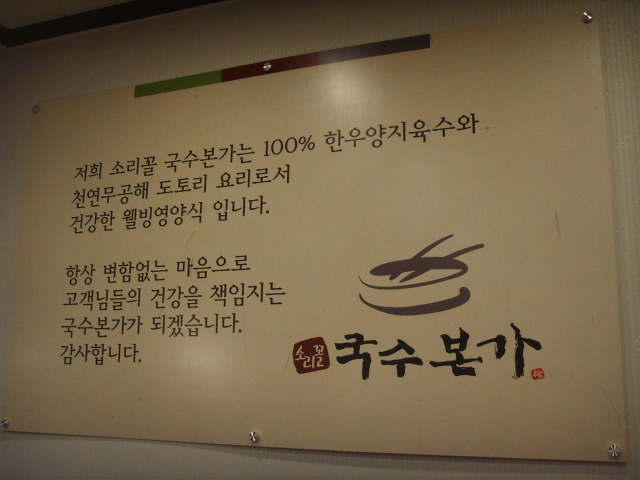 저희 소리꼴 국수본가는 100% 한우양지육수와
천연무공해 도토리 요리로서
건강한 웰빙영양식 입니다.
항상 변함없는 마음으로
고객님들의 건강을 책임지는
국수본가가 되겠습니다.
감사합니다.
소리꼴 국수본가